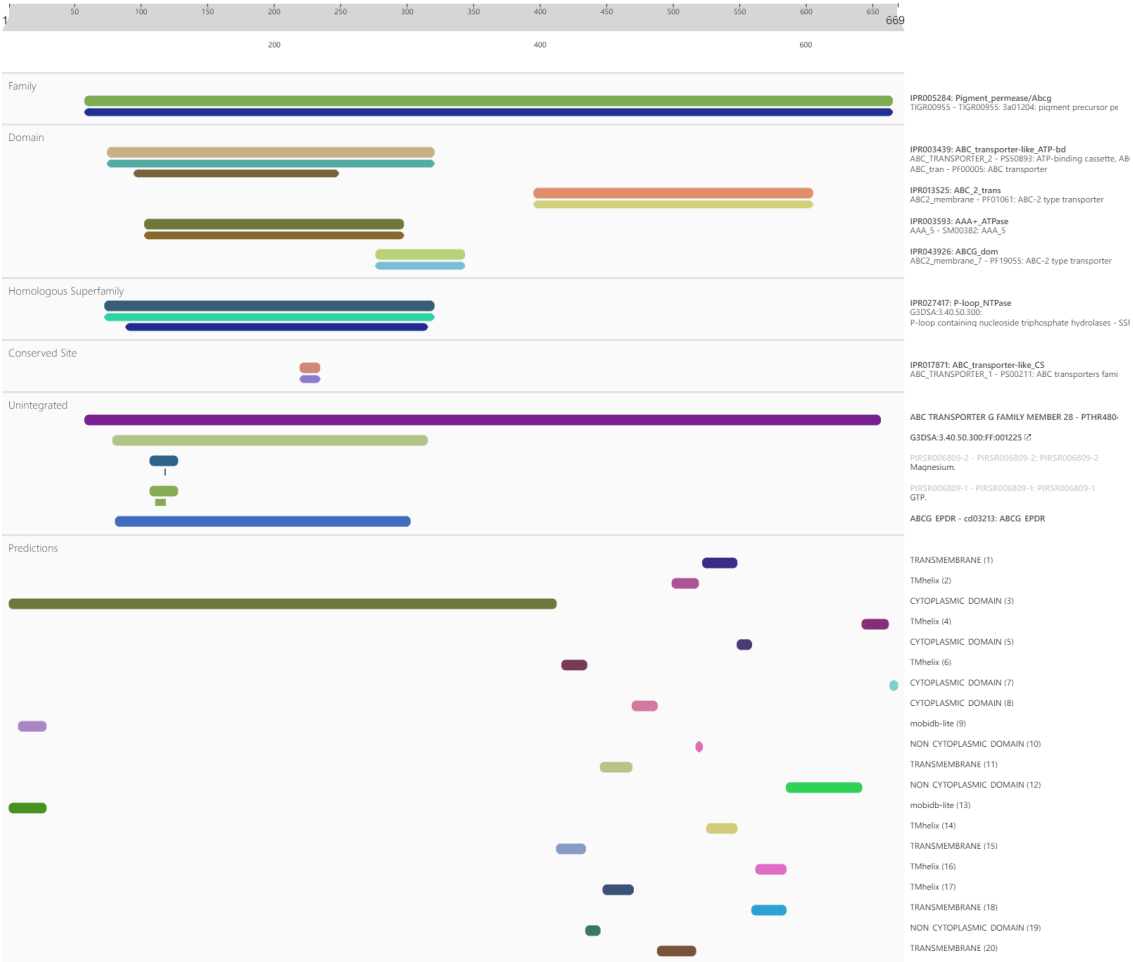 50 100 150 200 250 300 350 400 450 500 550 600 650
1 669
200 400 600
Family
IPR005284: Pigment_permease/Abcg
TIGR00955 - TIGR00955: 3a01204: pigment precursor pe
Domain
IPR003439: ABC_transporter-like_ATP-bd
ABC_TRANSPORTER_2 - PS50893: ATP-binding cassette, AB
ABC_tran - PF00005: ABC transporter
IPR013525: ABC_2_trans
ABC2_membrane - PF01061: ABC-2 type transporter
IPR003593: AAA+_ATPase
AAA_5 - SM00382: AAA_5
IPR043926: ABCG_dom
ABC2_membrane_7 - PF19055: ABC-2 type transporter
Homologous Superfamily
IPR027417: P-loop_NTPase
G3DSA:3.40.50.300:
P-loop containing nucleoside triphosphate hydrolases - SSF
Conserved Site
IPR017871: ABC_transporter-like_CS
ABC_TRANSPORTER_1 - PS00211: ABC transporters fami
Unintegrated
ABC TRANSPORTER G FAMILY MEMBER 28 - PTHR480
G3DSA:3.40.50.300:FF:001225
PIRSR006809-2 - PIRSR006809-2: PIRSR006809-2
Magnesium.
PIRSR006809-1 - PIRSR006809-1: PIRSR006809-1
GTP.
ABCG EPDR - cd03213: ABCG EPDR
Predictions
TRANSMEMBRANE (1)
TMhelix (2)
CYTOPLASMIC DOMAIN (3)
TMhelix (4)
CYTOPLASMIC DOMAIN (5)
TMhelix (6)
CYTOPLASMIC DOMAIN (7)
CYTOPLASMIC DOMAIN (8)
mobidb-lite (9)
NON CYTOPLASMIC DOMAIN (10)
TRANSMEMBRANE (11)
NON CYTOPLASMIC DOMAIN (12)
mobidb-lite (13)
TMhelix (14)
TRANSMEMBRANE (15)
TMhelix (16)
TMhelix (17)
TRANSMEMBRANE (18)
NON CYTOPLASMIC DOMAIN (19)
TRANSMEMBRANE (20)